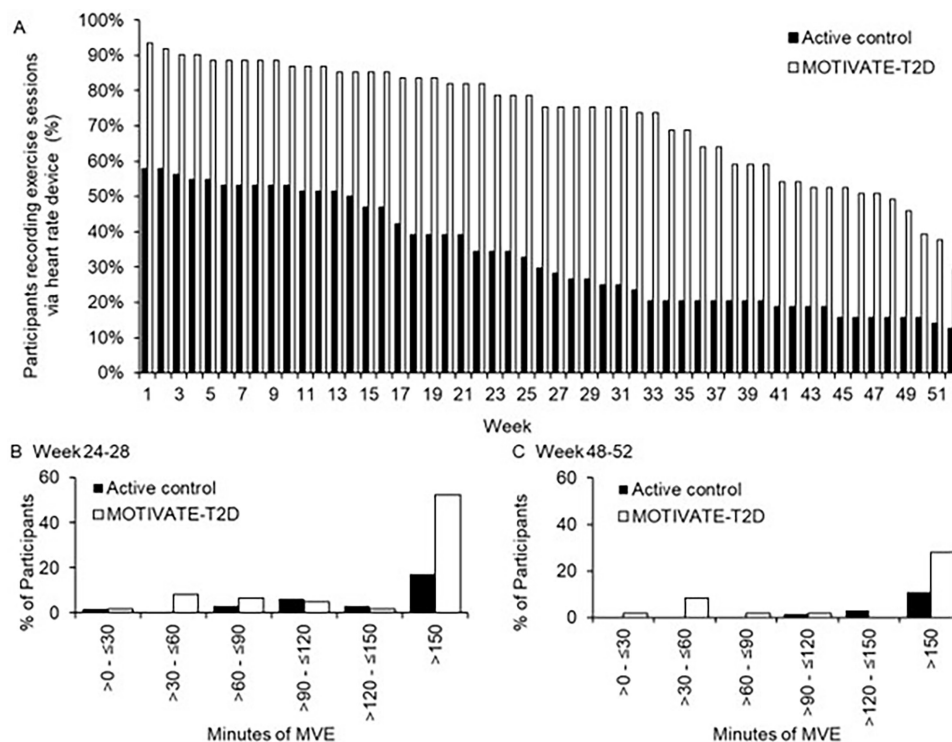 A
100%
90%
80%
70%
60%
50%
40%
30%
20%
10%
0%
Participants recording exercise sessions
via heart rate device (%)
Active control
MOTIVATE-T2D
1 3 5 7 9 11 13 15 17 19 21 23 25 27 29 31 33 35 37 39 41 43 45 47 49 51
Week
B Week 24-28
% of Participants
60
40
20
0
Active control
MOTIVATE-T2D
>0 - ≤30
>30 - ≤60
>60 - ≤90
>90 - ≤120
>120 - ≤150
>150
Minutes of MVE
C Week 48-52
% of Participants
60
40
20
0
Active control
MOTIVATE-T2D
>0 - ≤30
>30 - ≤60
>60 - ≤90
>90 - ≤120
>120 - ≤150
>150
Minutes of MVE